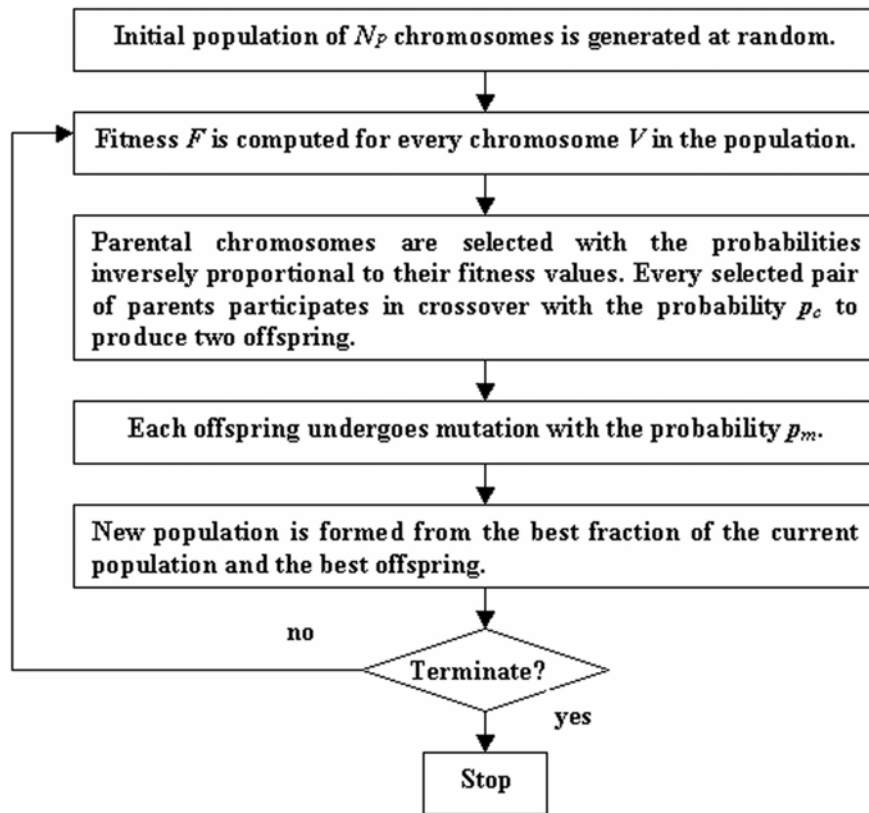 Initial population of NP chromosomes is generated at random.
Fitness F is computed for every chromosome V in the population.
Parental chromosomes are selected with the probabilities
inversely proportional to their fitness values. Every selected pair
of parents participates in crossover with the probability pc to
produce two offspring.
Each offspring undergoes mutation with the probability pm.
New population is formed from the best fraction of the current
population and the best offspring.
no
Terminate?
yes
Stop